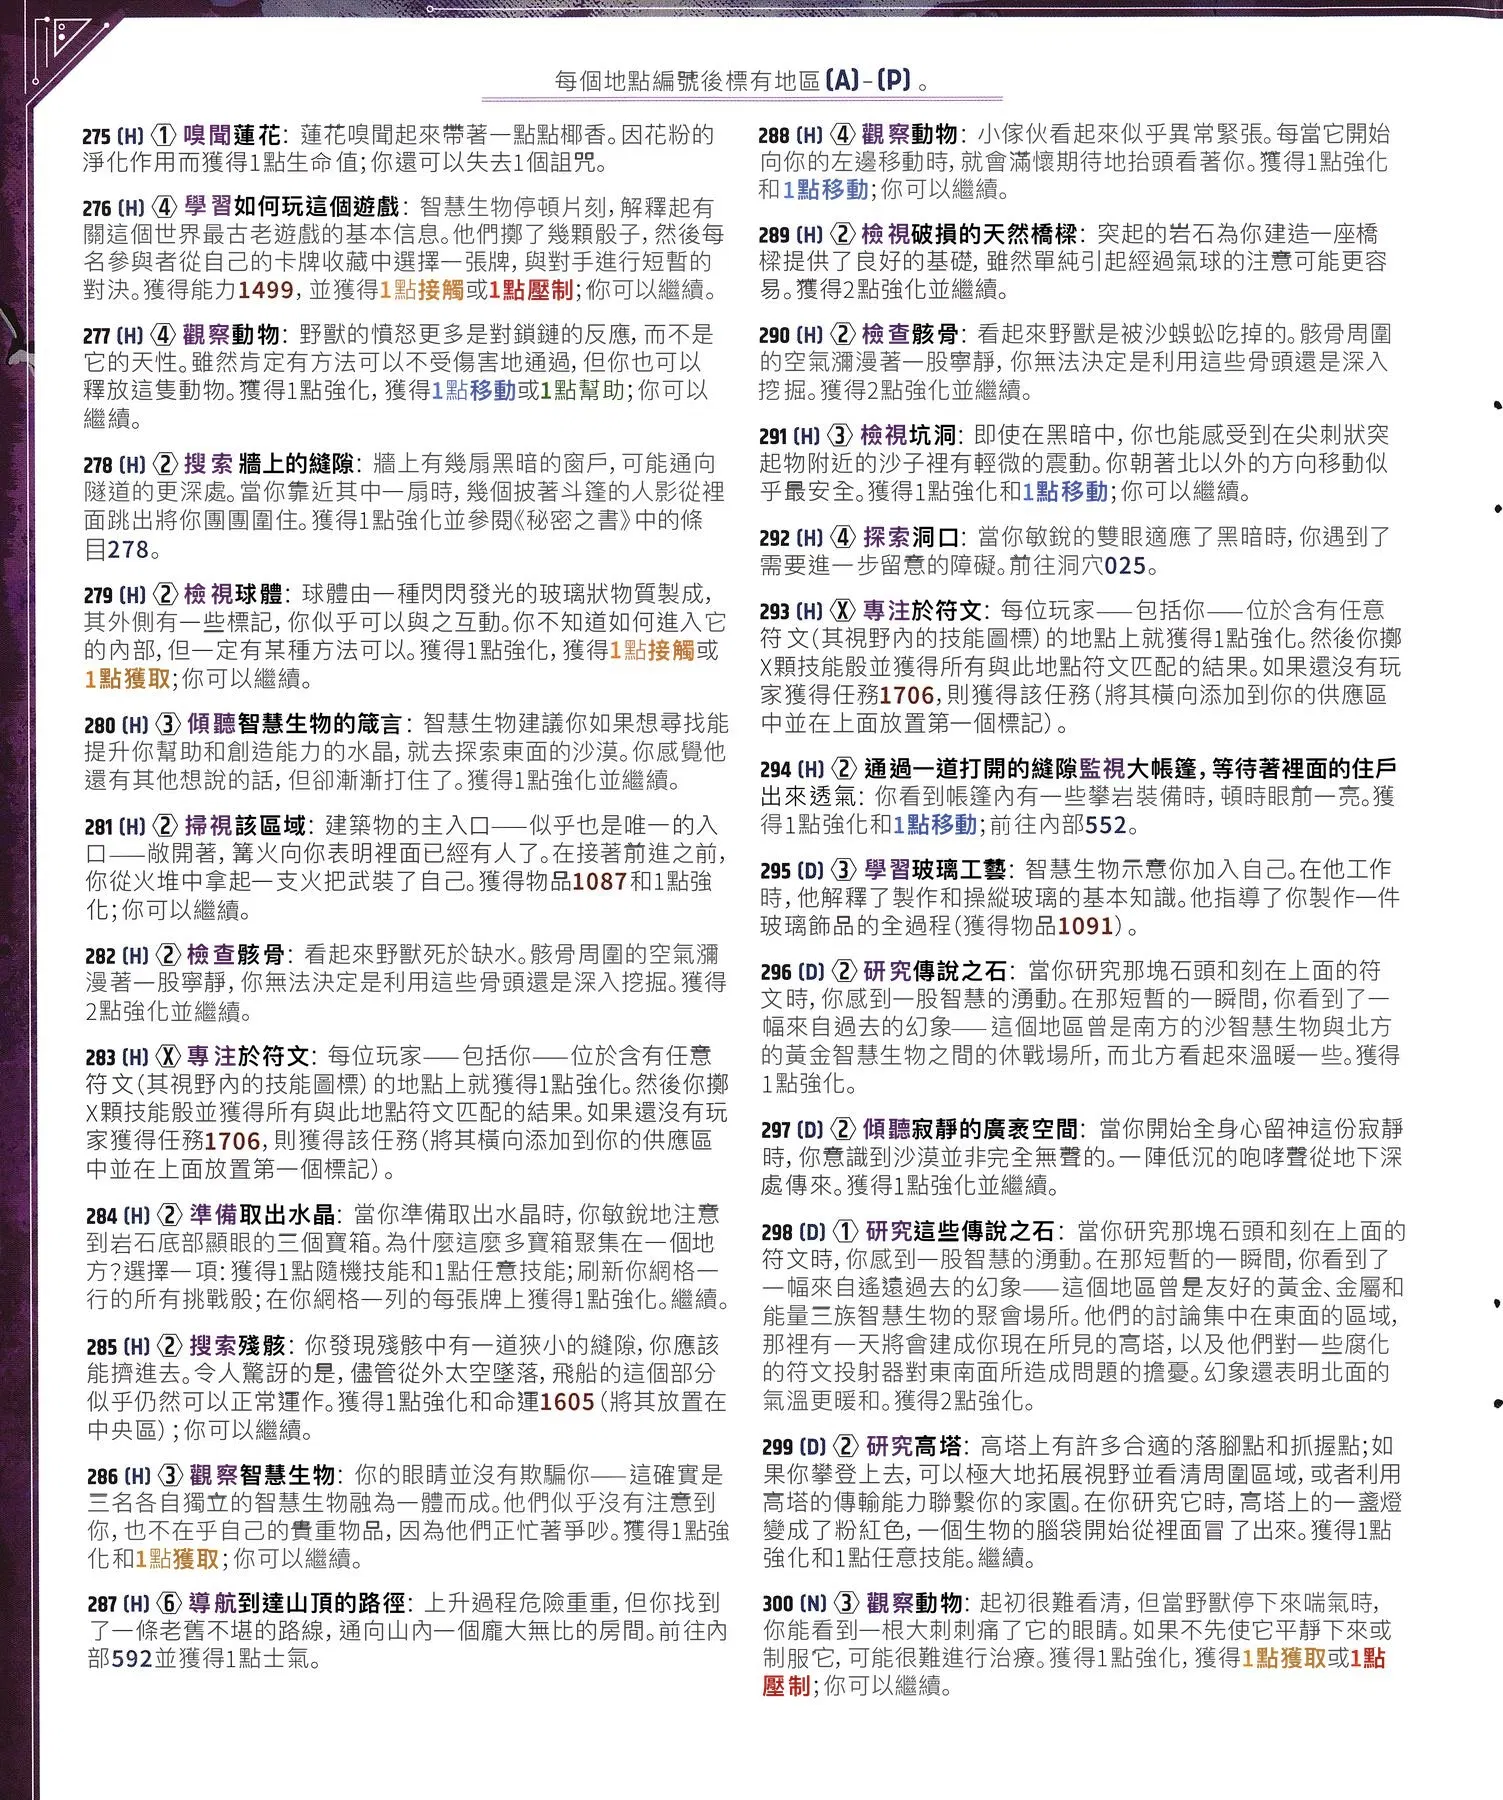 每個地點編號後標有地區(A)-(P)。
275 (H) ① 嗅聞蓮花：蓮花嗅聞起來帶著一點點椰香。因花粉的
淨化作用而獲得1點生命值；你還可以失去1個詛咒。
276 (H) ④ 學習如何玩這個遊戲：智慧生物停頓片刻，解釋起有
關這個世界最古老遊戲的基本信息。他們擲了幾顆骰子，然後每
名參與者從自己的卡牌收藏中選擇一張牌，與對手進行短暫的
對決。獲得能力1499，並獲得1點接觸或1點壓制；你可以繼續。
277 (H) ④ 觀察動物：野獸的憤怒更多是對鎖鏈的反應，而不是
它的天性。雖然肯定有方法可以不受傷害地通過，但你也可以
釋放這隻動物。獲得1點強化，獲得1點移動或1點幫助；你可以
繼續。
278 (H) ② 搜索牆上的縫隙：牆上有幾扇黑暗的窗戶，可能通向
隧道的更深處。當你靠近其中一扇時，幾個披著斗篷的人影從裡
面跳出將你團團圍住。獲得1點強化並參閱《秘密之書》中的條
目278。
279 (H) ② 檢視球體：球體由一種閃閃發光的玻璃狀物質製成，
其外側有一些標記，你似乎可以與之互動。你不知道如何進入它
的內部，但一定有某種方法可以。獲得1點強化，獲得1點接觸或
1點獲取；你可以繼續。
280 (H) ③ 傾聽智慧生物的箴言：智慧生物建議你如果想尋找能
提升你幫助和創造能力的水晶，就去探索東面的沙漠。你感覺他
還有其他想說的話，但卻漸漸打住了。獲得1點強化並繼續。
281 (H) ② 掃視該區域：建築物的主入口——似乎也是唯一的入
口——敞開著，篝火向你表明裡面已經有人了。在接著前進之前，
你從火堆中拿起一支火把武裝了自己。獲得物品1087和1點強
化；你可以繼續。
282 (H) ② 檢查骸骨：看起來野獸死於缺水。骸骨周圍的空氣瀰
漫著一股寧靜，你無法決定是利用這些骨頭還是深入挖掘。獲得
2點強化並繼續。
283 (H) Ⓧ 專注於符文：每位玩家——包括你——位於含有任意
符文（其視野內的技能圖標）的地點上就獲得1點強化。然後你擲
X顆技能骰並獲得所有與此地點符文匹配的結果。如果還沒有玩
家獲得任務1706，則獲得該任務（將其橫向添加到你的供應區
中並在上面放置第一個標記）。
284 (H) ② 準備取出水晶：當你準備取出水晶時，你敏銳地注意
到岩石底部顯眼的三個寶箱。為什麼這麼多寶箱聚集在一個地
方？選擇一項：獲得1點隨機技能和1點任意技能；刷新你網格一
行的所有挑戰骰；在你網格一列的每張牌上獲得1點強化。繼續。
285 (H) ② 搜索殘骸：你發現殘骸中有一道狹小的縫隙，你應該
能擠進去。令人驚訝的是，儘管從外太空墜落，飛船的這個部分
似乎仍然可以正常運作。獲得1點強化和命運1605（將其放置在
中央區）；你可以繼續。
286 (H) ③ 觀察智慧生物：你的眼睛並沒有欺騙你——這確實是
三名各自獨立的智慧生物融為一體而成。他們似乎沒有注意到
你，也不在乎自己的貴重物品，因為他們正忙著爭吵。獲得1點強
化和1點獲取；你可以繼續。
287 (H) ⑥ 導航到達山頂的路徑：上升過程危險重重，但你找到
了一條老舊不堪的路線，通向山內一個龐大無比的房間。前往內
部592並獲得1點士氣。
288 (H) ④ 觀察動物：小傢伙看起來似乎異常緊張。每當它開始
向你的左邊移動時，就會滿懷期待地抬頭看著你。獲得1點強化
和1點移動；你可以繼續。
289 (H) ② 檢視破損的天然橋樑：突起的岩石為你建造一座橋
樑提供了良好的基礎，雖然單純引起經過氣球的注意可能更容
易。獲得2點強化並繼續。
290 (H) ② 檢查骸骨：看起來野獸是被沙蜈蚣吃掉的。骸骨周圍
的空氣瀰漫著一股寧靜，你無法決定是利用這些骨頭還是深入
挖掘。獲得2點強化並繼續。
291 (H) ③ 檢視坑洞：即使在黑暗中，你也能感受到在尖刺狀突
起物附近的沙子裡有輕微的震動。你朝著北以外的方向移動似
乎最安全。獲得1點強化和1點移動；你可以繼續。
292 (H) ④ 探索洞口：當你敏銳的雙眼適應了黑暗時，你遇到了
需要進一步留意的障礙。前往洞穴025。
293 (H) Ⓧ 專注於符文：每位玩家——包括你——位於含有任意
符文（其視野內的技能圖標）的地點上就獲得1點強化。然後你擲
X顆技能骰並獲得所有與此地點符文匹配的結果。如果還沒有玩
家獲得任務1706，則獲得該任務（將其橫向添加到你的供應區
中並在上面放置第一個標記）。
294 (H) ② 通過一道打開的縫隙監視大帳篷，等待著裡面的住戶
出來透氣：你看到帳篷內有一些攀岩裝備時，頓時眼前一亮。獲
得1點強化和1點移動；前往內部552。
295 (D) ③ 學習玻璃工藝：智慧生物示意你加入自己。在他工作
時，他解釋了製作和操縱玻璃的基本知識。他指導了你製作一件
玻璃飾品的全過程（獲得物品1091）。
296 (D) ② 研究傳說之石：當你研究那塊石頭和刻在上面的符
文時，你感到一股智慧的湧動。在那短暫的一瞬間，你看到了一
幅來自過去的幻象——這個地區曾是南方的沙智慧生物與北方
的黃金智慧生物之間的休戰場所，而北方看起來溫暖一些。獲得
1點強化。
297 (D) ② 傾聽寂靜的廣袤空間：當你開始全身心留神這份寂靜
時，你意識到沙漠並非完全無聲的。一陣低沉的咆哮聲從地下深
處傳來。獲得1點強化並繼續。
298 (D) ① 研究這些傳說之石：當你研究那塊石頭和刻在上面的
符文時，你感到一股智慧的湧動。在那短暫的一瞬間，你看到了
一幅來自遙遠過去的幻象——這個地區曾是友好的黃金、金屬和
能量三族智慧生物的聚會場所。他們的討論集中在東面的區域，
那裡有一天將會建成你現在所見的高塔，以及他們對一些腐化
的符文投射器對東南面所造成問題的擔憂。幻象還表明北面的
氣溫更暖和。獲得2點強化。
299 (D) ② 研究高塔：高塔上有許多合適的落腳點和抓握點；如
果你攀登上去，可以極大地拓展視野並看清周圍區域，或者利用
高塔的傳輸能力聯繫你的家園。在你研究它時，高塔上的一盞燈
變成了粉紅色，一個生物的腦袋開始從裡面冒了出來。獲得1點
強化和1點任意技能。繼續。
300 (N) ③ 觀察動物：起初很難看清，但當野獸停下來喘氣時，
你能看到一根大刺刺痛了它的眼睛。如果不先使它平靜下來或
制服它，可能很難進行治療。獲得1點強化，獲得1點獲取或1點
壓制；你可以繼續。